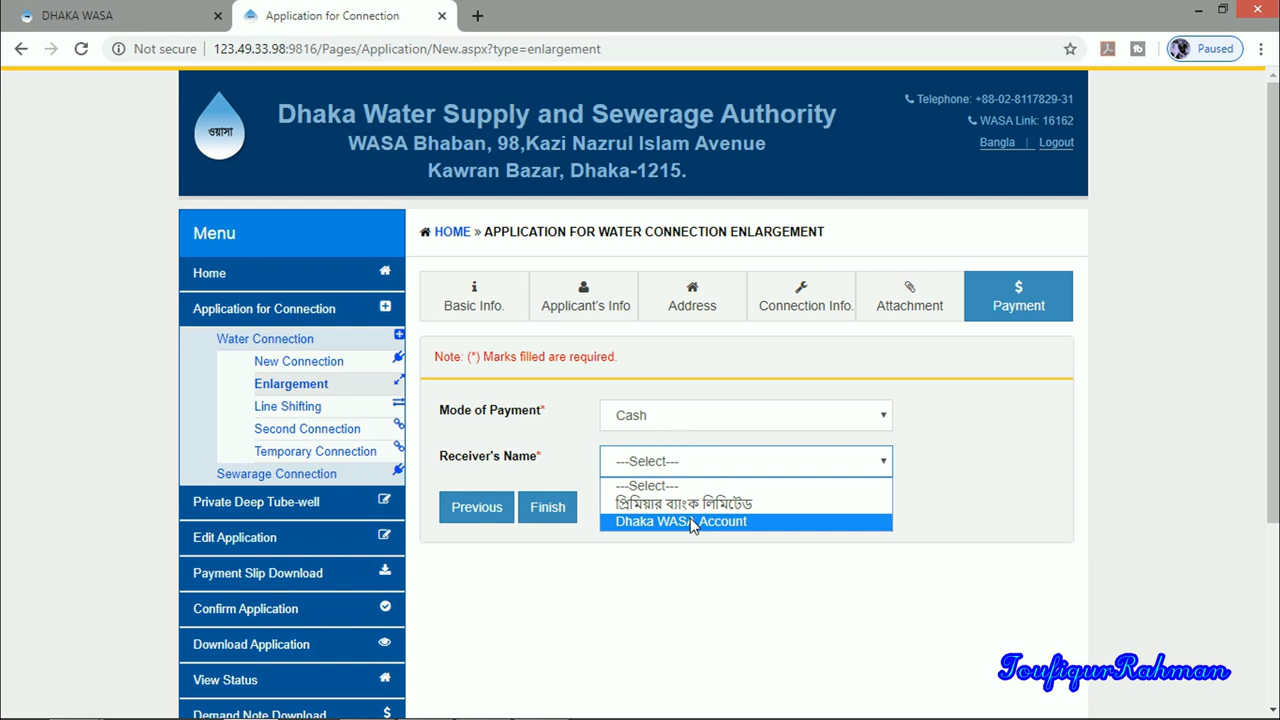 DHAKA WASA
Application for Connection
Paused
Not secure | 123.49.33.98:9816/Pages/Application/New.aspx?type=enlargement
ওয়াসা
Dhaka Water Supply and Sewerage Authority
WASA Bhaban, 98,Kazi Nazrul Islam Avenue
Kawran Bazar, Dhaka-1215.
Telephone: +88-02-8117829-31
WASA Link: 16162
Bangla | Logout
Menu
Home
Application for Connection
Water Connection
New Connection
Enlargement
Line Shifting
Second Connection
Temporary Connection
Sewarage Connection
Private Deep Tube-well
Edit Application
Payment Slip Download
Confirm Application
Download Application
View Status
Demand Note Download
HOME » APPLICATION FOR WATER CONNECTION ENLARGEMENT
Basic Info.
Applicant's Info
Address
Connection Info.
Attachment
$
Payment
Note: (*) Marks filled are required.
Mode of Payment*
Cash
Receiver's Name*
---Select---
---Select---
প্রিমিয়ার ব্যাংক লিমিটেড
Dhaka WASA Account
Previous
Finish
ToufiqurRahman